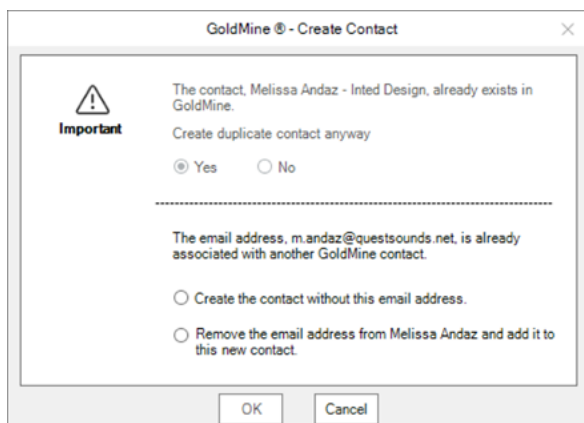 GoldMine ® - Create Contact
The contact, Melissa Andaz - Inted Design, already exists in
GoldMine.
Important
Create duplicate contact anyway
Yes No
The email address, m.andaz@questsounds.net, is already
associated with another GoldMine contact.
Create the contact without this email address.
Remove the email address from Melissa Andaz and add it to
this new contact.
OK Cancel